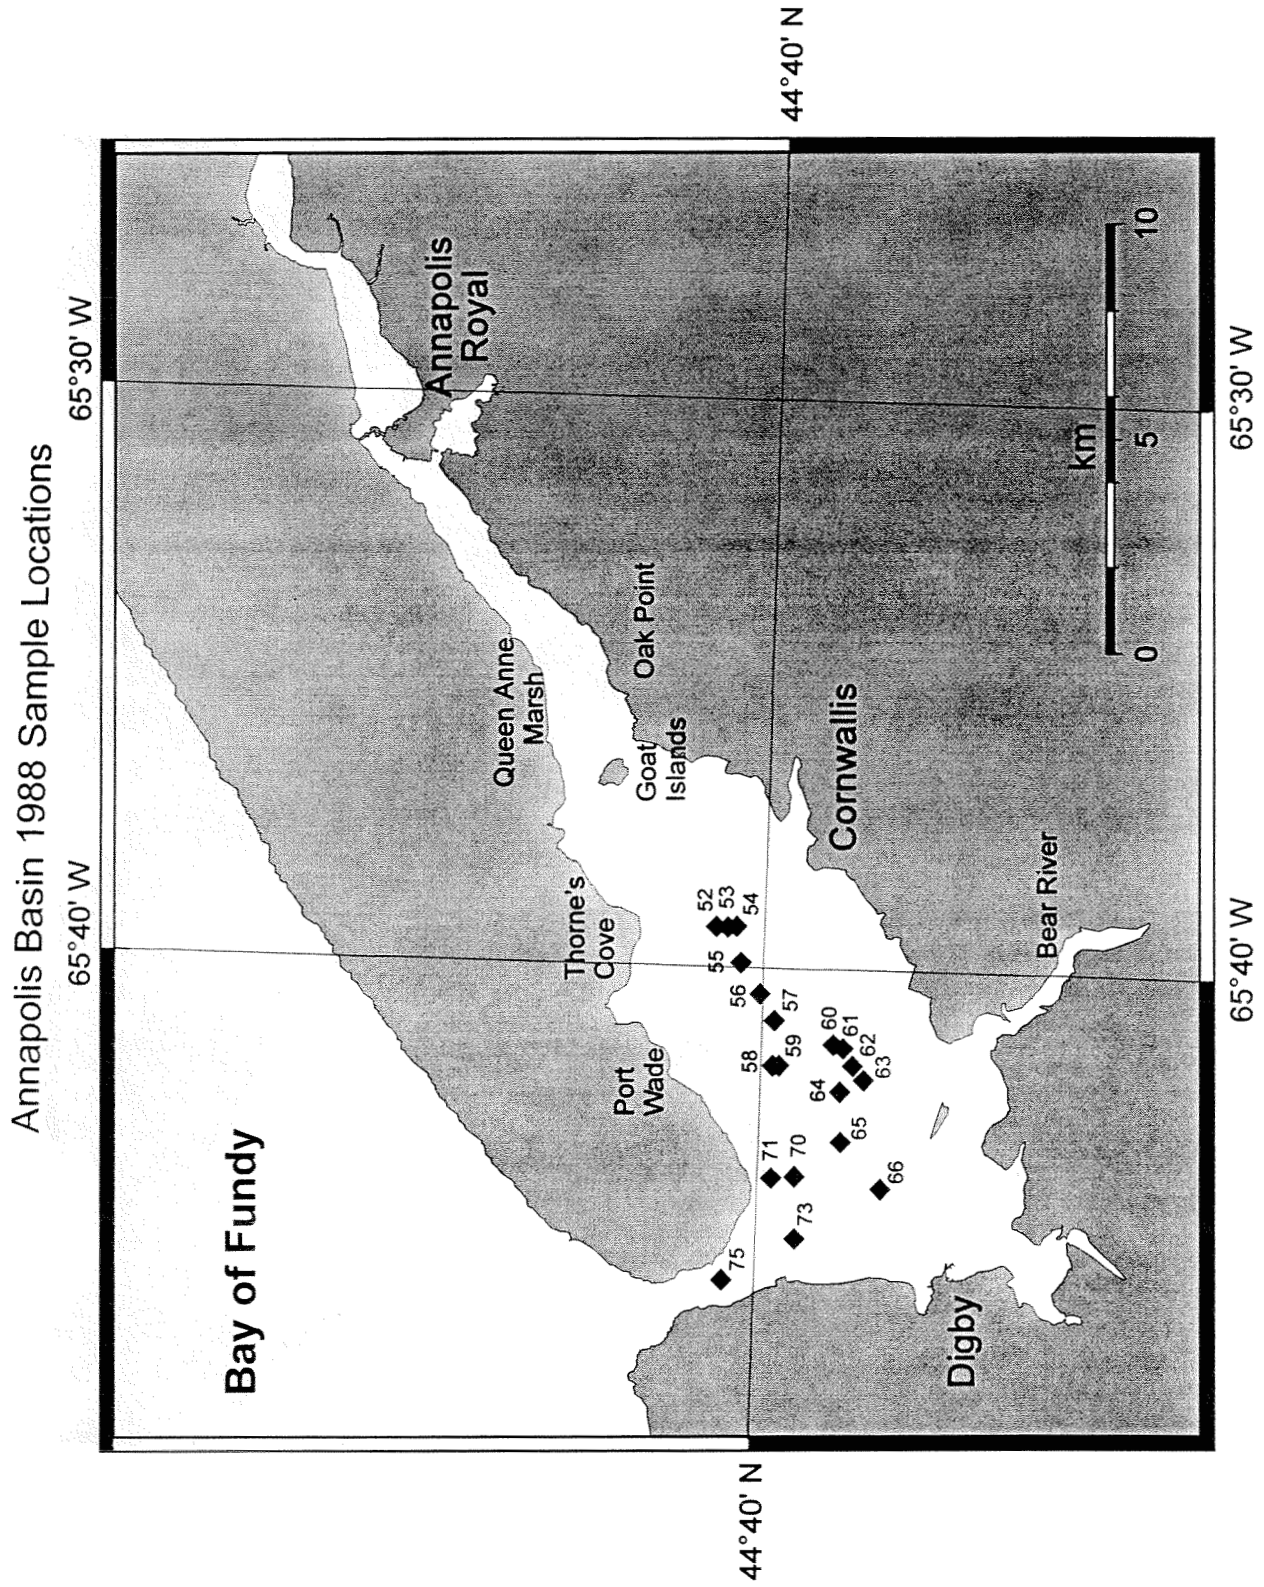 Annapolis Basin 1988 Sample Locations
65°40' W
65°30' W
Bay of Fundy
Annapolis
Royal
Queen Anne
Marsh
Thorne's
Cove
Port
Wade
Goat
Islands
Oak Point
44°40' N
44°40' N
75
73
71
70
58
59
56
57
55
52
53
54
60
61
62
63
64
65
66
Cornwallis
Bear River
Digby
km
0
5
10
65°40' W
65°30' W